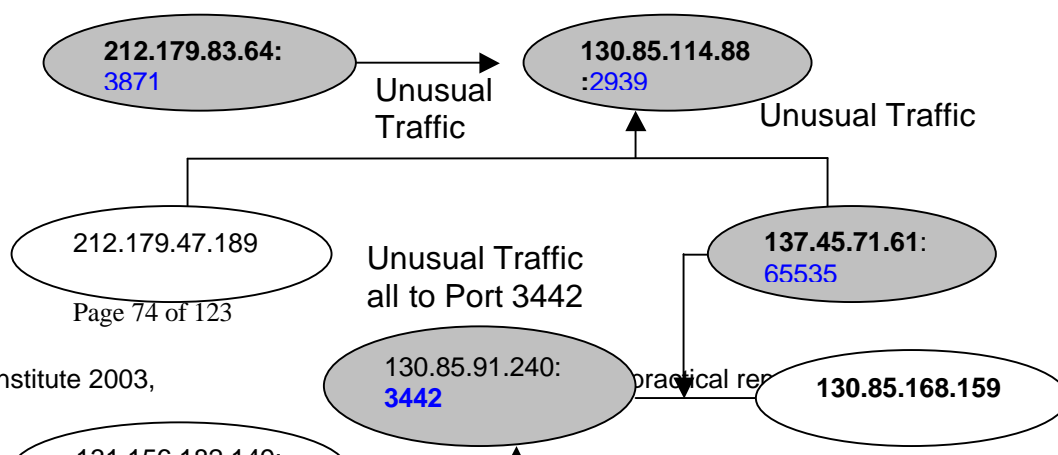 212.179.83.64:
3871
130.85.114.88
:2939
Unusual
Traffic
Unusual Traffic
212.179.47.189
137.45.71.61:
65535
Unusual Traffic
all to Port 3442
Page 74 of 123
130.85.91.240:
3442
nstitute 2003,
practical
130.85.168.159